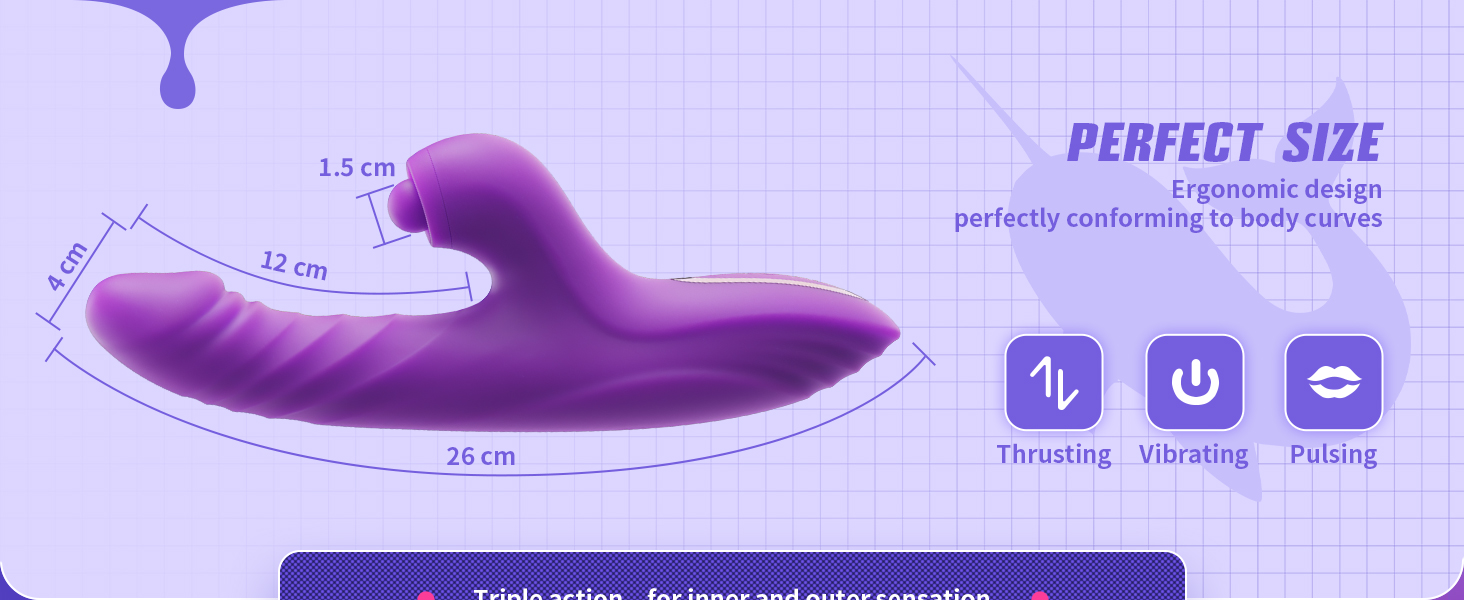 PERFECT SIZE
Ergonomic design
perfectly conforming to body curves
1.5 cm
4 cm
12 cm
26 cm
Thrusting
Vibrating
Pulsing
Triple action – for inner and outer sensation